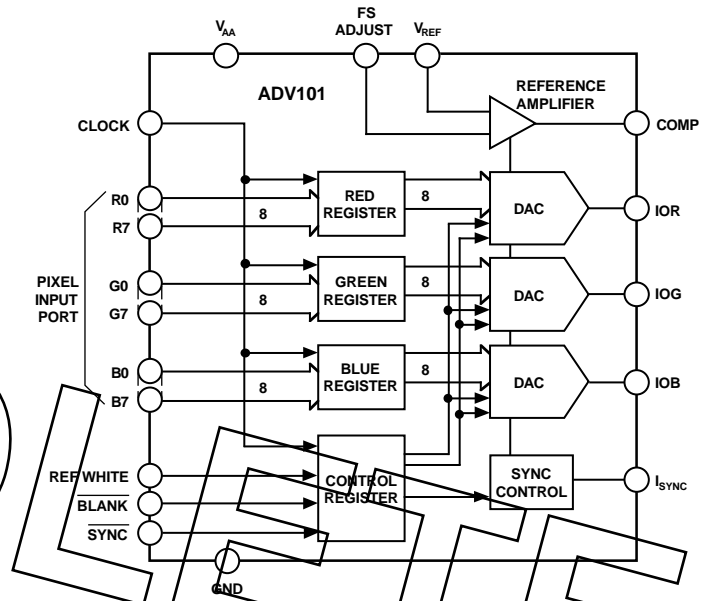 FS
ADJUST
VAA
VREF
ADV101
REFERENCE
AMPLIFIER
CLOCK
COMP
R0
8
RED
REGISTER
8
DAC
IOR
R7
PIXEL
INPUT
PORT
G0
8
GREEN
REGISTER
8
DAC
IOG
G7
B0
8
BLUE
REGISTER
8
DAC
IOB
B7
REF WHITE
CONTROL
REGISTER
SYNC
CONTROL
ISYNC
BLANK
SYNC
GND